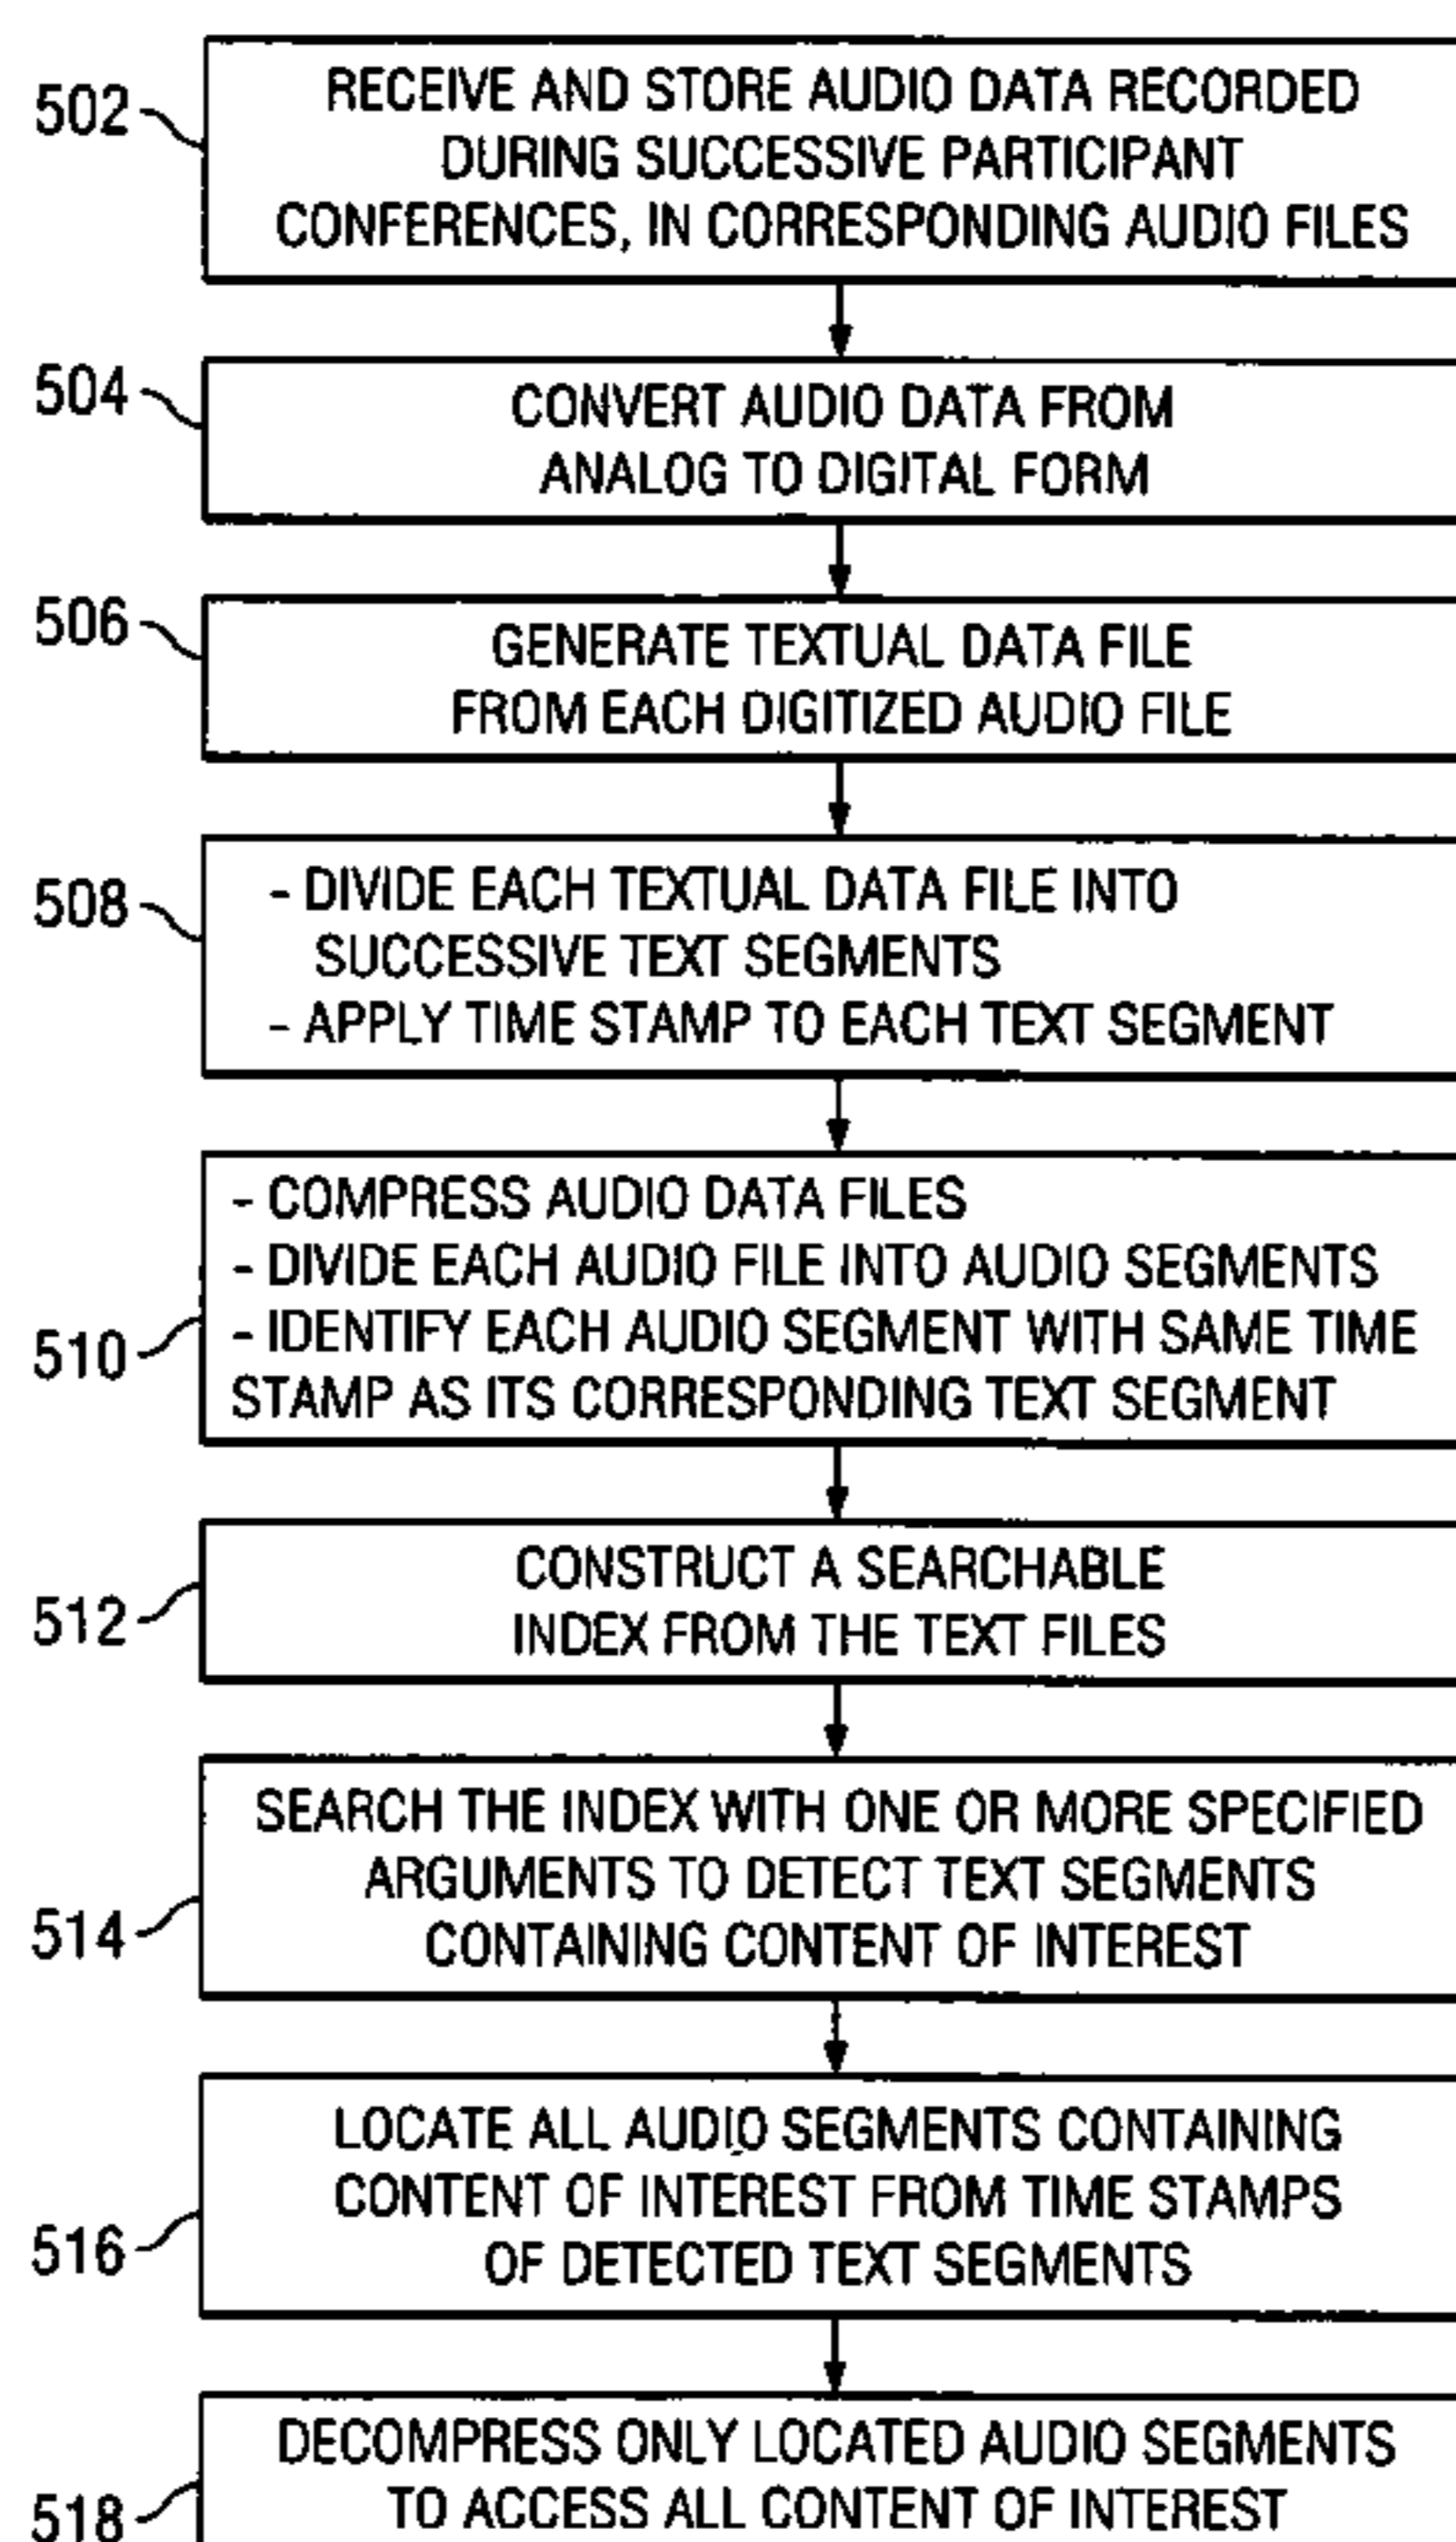 502
RECEIVE AND STORE AUDIO DATA RECORDED
DURING SUCCESSIVE PARTICIPANT
CONFERENCES, IN CORRESPONDING AUDIO FILES
504
CONVERT AUDIO DATA FROM
ANALOG TO DIGITAL FORM
506
GENERATE TEXTUAL DATA FILE
FROM EACH DIGITIZED AUDIO FILE
508
- DIVIDE EACH TEXTUAL DATA FILE INTO
SUCCESSIVE TEXT SEGMENTS
- APPLY TIME STAMP TO EACH TEXT SEGMENT
510
- COMPRESS AUDIO DATA FILES
- DIVIDE EACH AUDIO FILE INTO AUDIO SEGMENTS
- IDENTIFY EACH AUDIO SEGMENT WITH SAME TIME
STAMP AS ITS CORRESPONDING TEXT SEGMENT
512
CONSTRUCT A SEARCHABLE
INDEX FROM THE TEXT FILES
514
SEARCH THE INDEX WITH ONE OR MORE SPECIFIED
ARGUMENTS TO DETECT TEXT SEGMENTS
CONTAINING CONTENT OF INTEREST
516
LOCATE ALL AUDIO SEGMENTS CONTAINING
CONTENT OF INTEREST FROM TIME STAMPS
OF DETECTED TEXT SEGMENTS
518
DECOMPRESS ONLY LOCATED AUDIO SEGMENTS
TO ACCESS ALL CONTENT OF INTEREST